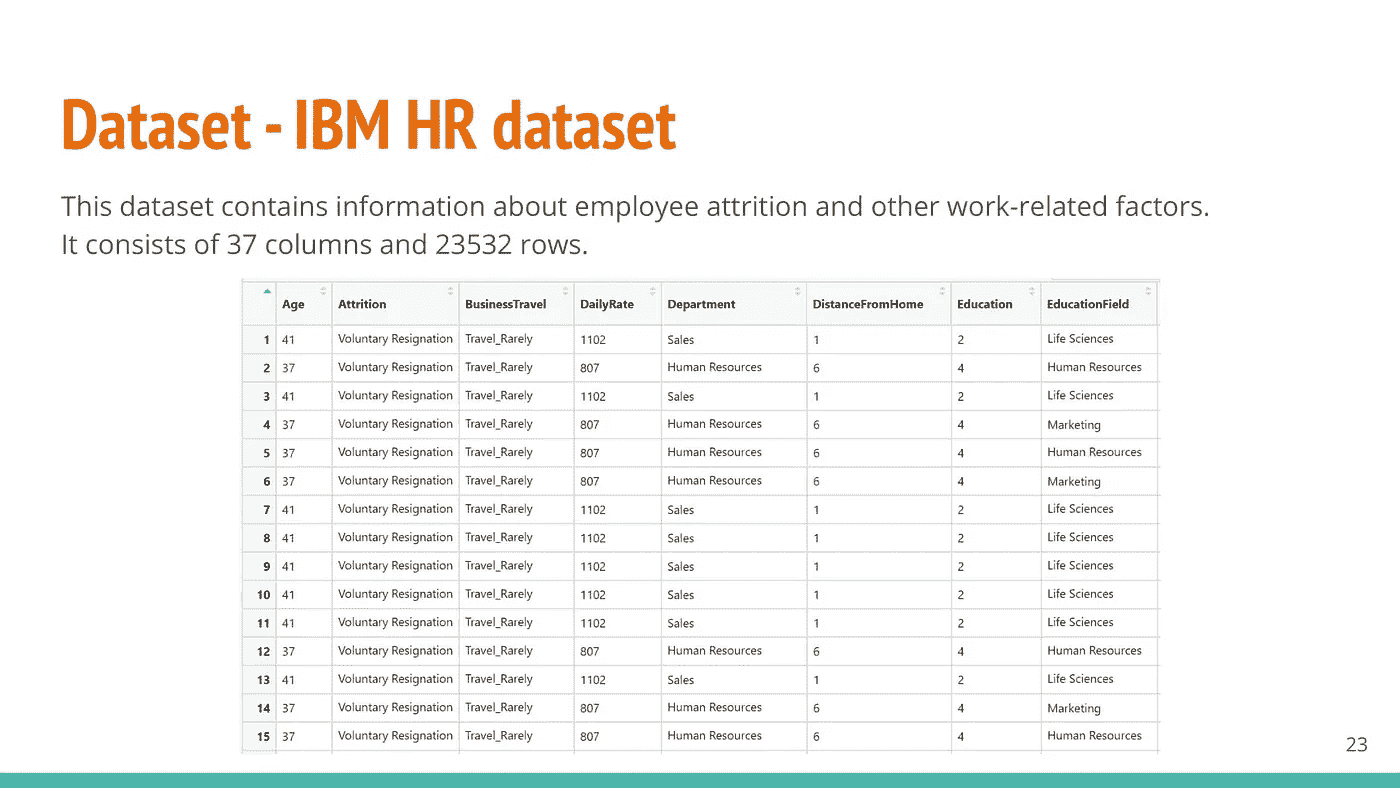 Dataset - IBM HR dataset
This dataset contains information about employee attrition and other work-related factors.
It consists of 37 columns and 23532 rows.
Age Attrition BusinessTravel DailyRate Department DistanceFromHome Education EducationField
1 41 Voluntary Resignation Travel_Rarely 1102 Sales 1 2 Life Sciences
2 37 Voluntary Resignation Travel_Rarely 807 Human Resources 6 4 Human Resources
3 41 Voluntary Resignation Travel_Rarely 1102 Sales 1 2 Life Sciences
4 37 Voluntary Resignation Travel_Rarely 807 Human Resources 6 4 Marketing
5 37 Voluntary Resignation Travel_Rarely 807 Human Resources 6 4 Human Resources
6 37 Voluntary Resignation Travel_Rarely 807 Human Resources 6 4 Marketing
7 41 Voluntary Resignation Travel_Rarely 1102 Sales 1 2 Life Sciences
8 41 Voluntary Resignation Travel_Rarely 1102 Sales 1 2 Life Sciences
9 41 Voluntary Resignation Travel_Rarely 1102 Sales 1 2 Life Sciences
10 41 Voluntary Resignation Travel_Rarely 1102 Sales 1 2 Life Sciences
11 41 Voluntary Resignation Travel_Rarely 1102 Sales 1 2 Life Sciences
12 37 Voluntary Resignation Travel_Rarely 807 Human Resources 6 4 Human Resources
13 41 Voluntary Resignation Travel_Rarely 1102 Sales 1 2 Life Sciences
14 37 Voluntary Resignation Travel_Rarely 807 Human Resources 6 4 Marketing
15 37 Voluntary Resignation Travel_Rarely 807 Human Resources 6 4 Human Resources
23